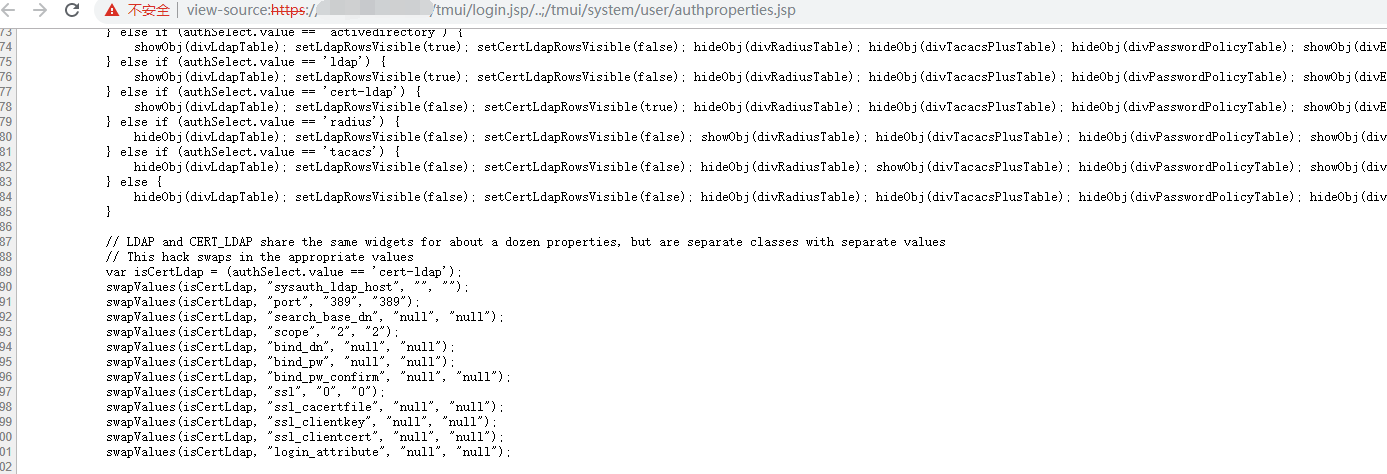 不安全 | view-source:https:///tmui/login.jsp/..;/tmui/system/user/authproperties.jsp
73 } else if (authSelect.value == 'activedirectory') {
74 showObj(divLdapTable); setLdapRowsVisible(true); setCertLdapRowsVisible(false); hideObj(divRadiusTable); hideObj(divTacacsPlusTable); hideObj(divPasswordPolicyTable); showObj(divE
75 } else if (authSelect.value == 'ldap') {
76 showObj(divLdapTable); setLdapRowsVisible(true); setCertLdapRowsVisible(false); hideObj(divRadiusTable); hideObj(divTacacsPlusTable); hideObj(divPasswordPolicyTable); showObj(divE
77 } else if (authSelect.value == 'cert-ldap') {
78 showObj(divLdapTable); setLdapRowsVisible(false); setCertLdapRowsVisible(true); hideObj(divRadiusTable); hideObj(divTacacsPlusTable); hideObj(divPasswordPolicyTable); showObj(divE
79 } else if (authSelect.value == 'radius') {
80 hideObj(divLdapTable); setLdapRowsVisible(false); setCertLdapRowsVisible(false); showObj(divRadiusTable); hideObj(divTacacsPlusTable); hideObj(divPasswordPolicyTable); showObj(div
81 } else if (authSelect.value == 'tacacs') {
82 hideObj(divLdapTable); setLdapRowsVisible(false); setCertLdapRowsVisible(false); hideObj(divRadiusTable); showObj(divTacacsPlusTable); hideObj(divPasswordPolicyTable); showObj(div
83 } else {
84 hideObj(divLdapTable); setLdapRowsVisible(false); setCertLdapRowsVisible(false); hideObj(divRadiusTable); hideObj(divTacacsPlusTable); hideObj(divPasswordPolicyTable); hideObj(div
85 }
86
87 // LDAP and CERT_LDAP share the same widgets for about a dozen properties, but are separate classes with separate values
88 // This hack swaps in the appropriate values
89 var isCertLdap = (authSelect.value == 'cert-ldap');
90 swapValues(isCertLdap, "sysauth_ldap_host", "", "");
91 swapValues(isCertLdap, "port", "389", "389");
92 swapValues(isCertLdap, "search_base_dn", "null", "null");
93 swapValues(isCertLdap, "scope", "2", "2");
94 swapValues(isCertLdap, "bind_dn", "null", "null");
95 swapValues(isCertLdap, "bind_pw", "null", "null");
96 swapValues(isCertLdap, "bind_pw_confirm", "null", "null");
97 swapValues(isCertLdap, "ssl", "0", "0");
98 swapValues(isCertLdap, "ssl_cacertfile", "null", "null");
99 swapValues(isCertLdap, "ssl_clientkey", "null", "null");
00 swapValues(isCertLdap, "ssl_clientcert", "null", "null");
01 swapValues(isCertLdap, "login_attribute", "null", "null");
02